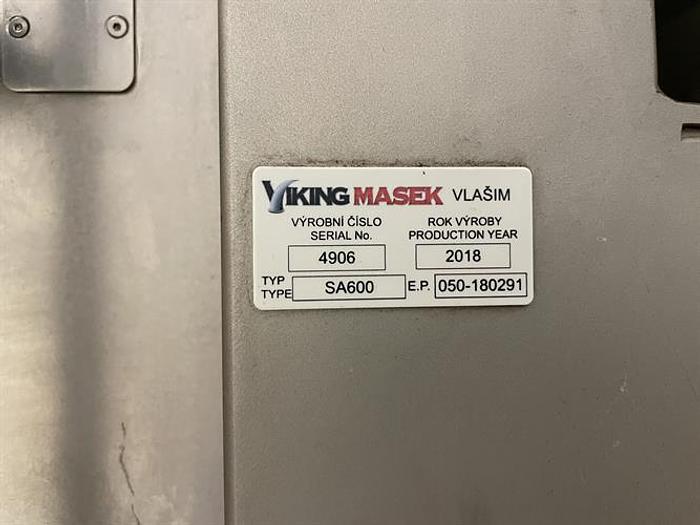 VIKING MASEK VLAŠIM
VÝROBNÍ ČÍSLO ROK VÝROBY
SERIAL No. PRODUCTION YEAR
4906 2018
TYP
TYPE SA600 E.P. 050-180291